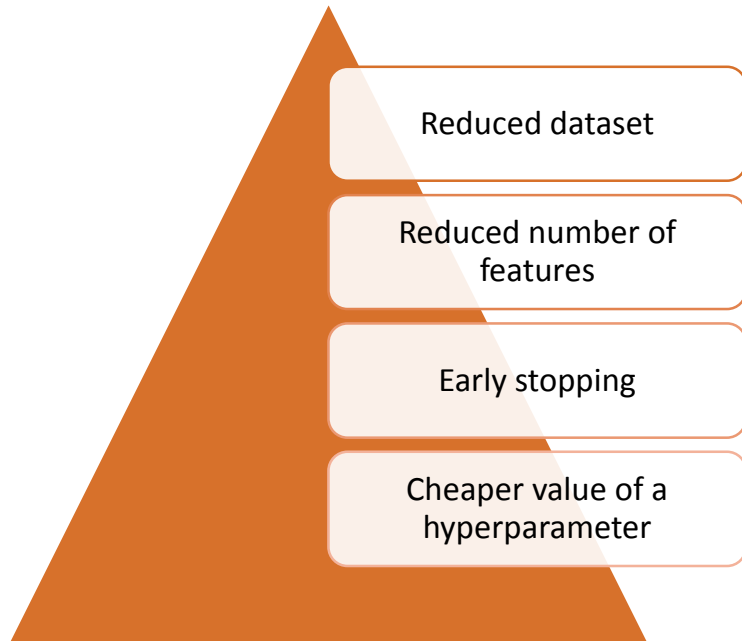 Reduced dataset
Reduced number of
features
Early stopping
Cheaper value of a
hyperparameter